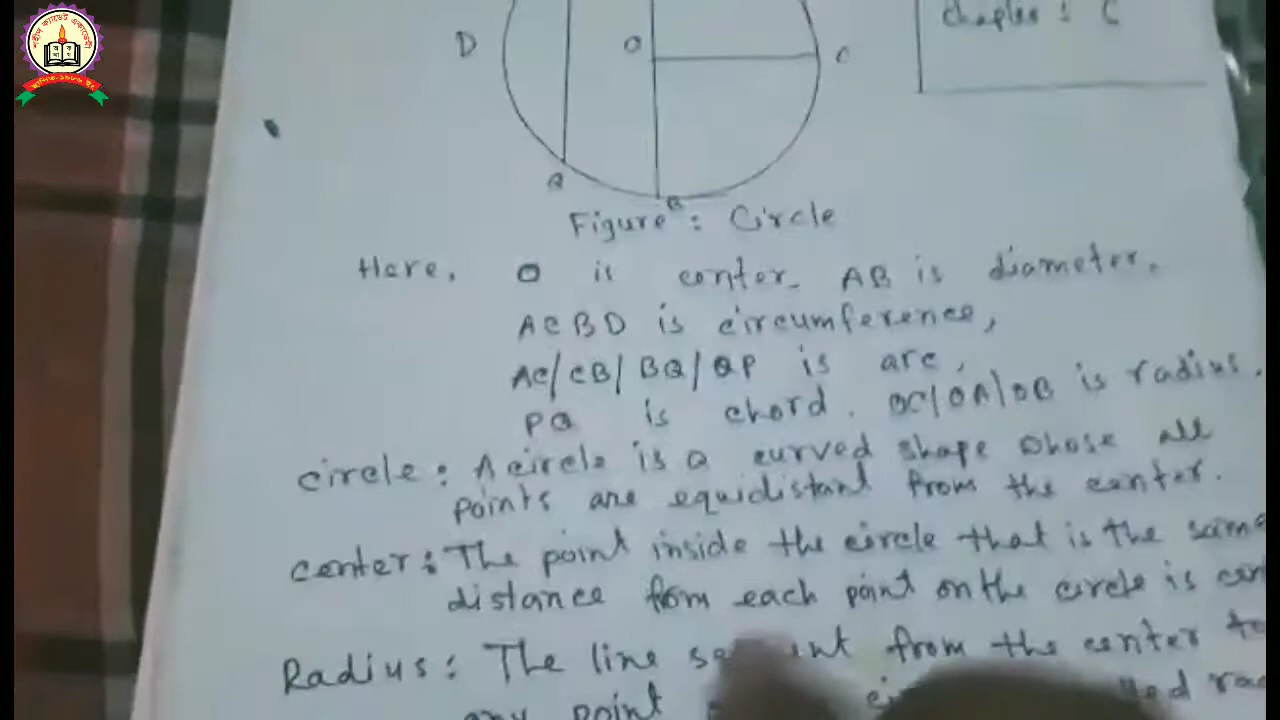 শহীদ ক্যাডেট একাডেমী
chapter : C
D
O
C
Q
B
Figure : Circle
Here, O is center. AB is diameter.
ACBD is circumference,
AC/CB/BQ/QP is arc,
PQ is chord. OC/OA/OB is radius.
circle: A circle is a curved shape whose all
points are equidistant from the center.
center: The point inside the circle that is the same
distance from each point on the circle is
Radius: The line from the center to
any point